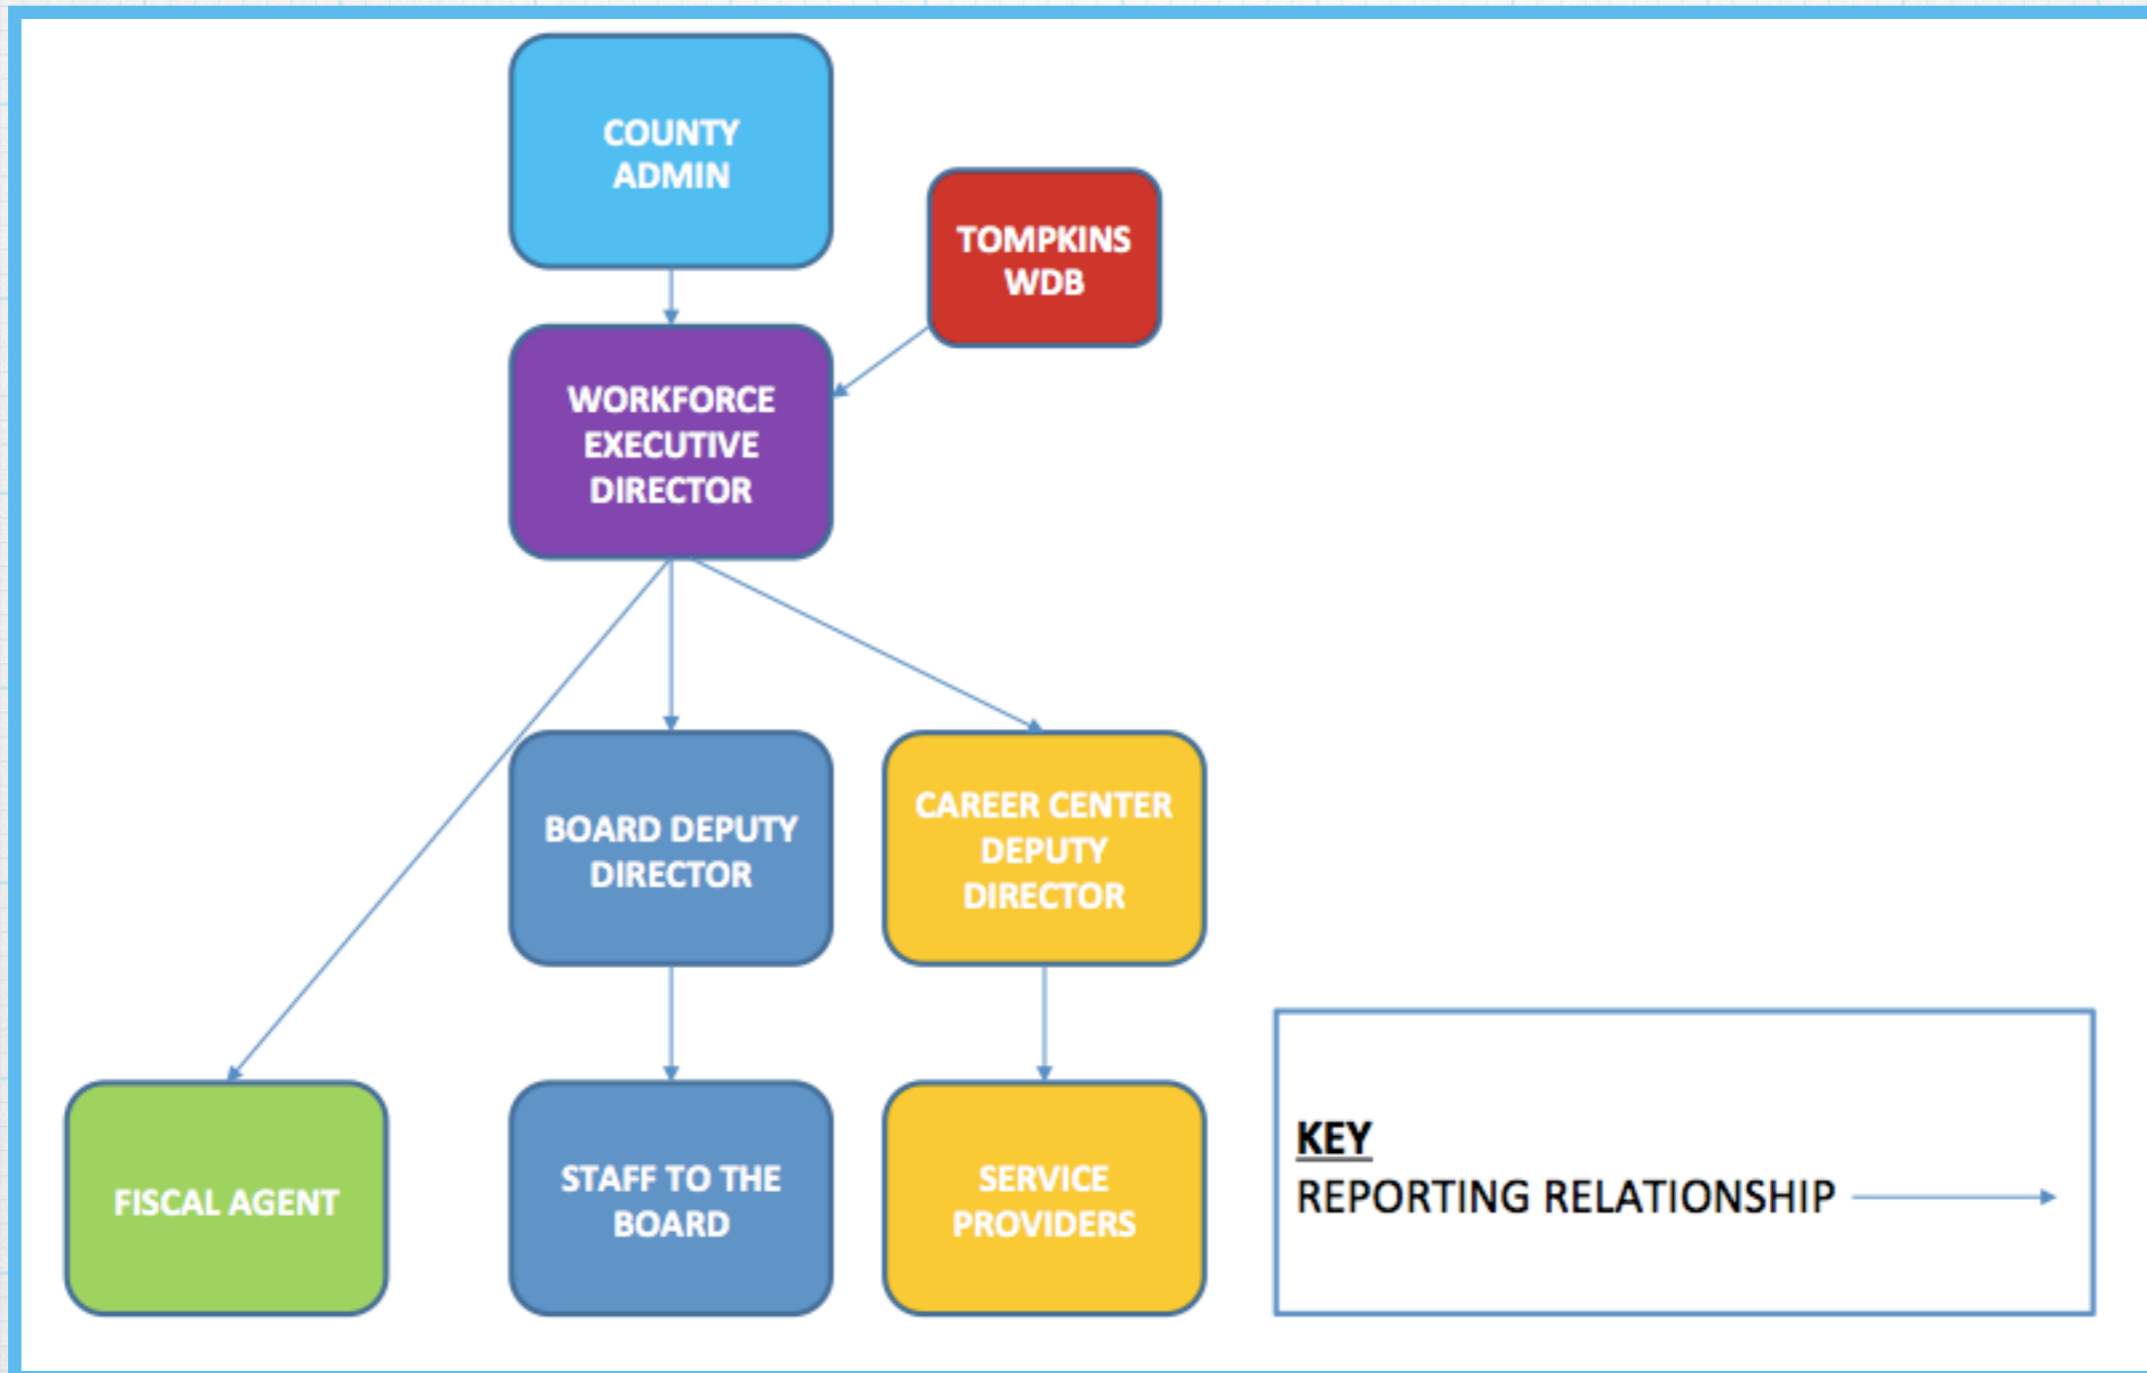 COUNTY
ADMIN
TOMPKINS
WDB
WORKFORCE
EXECUTIVE
DIRECTOR
BOARD DEPUTY
DIRECTOR
CAREER CENTER
DEPUTY
DIRECTOR
FISCAL AGENT
STAFF TO THE
BOARD
SERVICE
PROVIDERS
KEY
REPORTING RELATIONSHIP